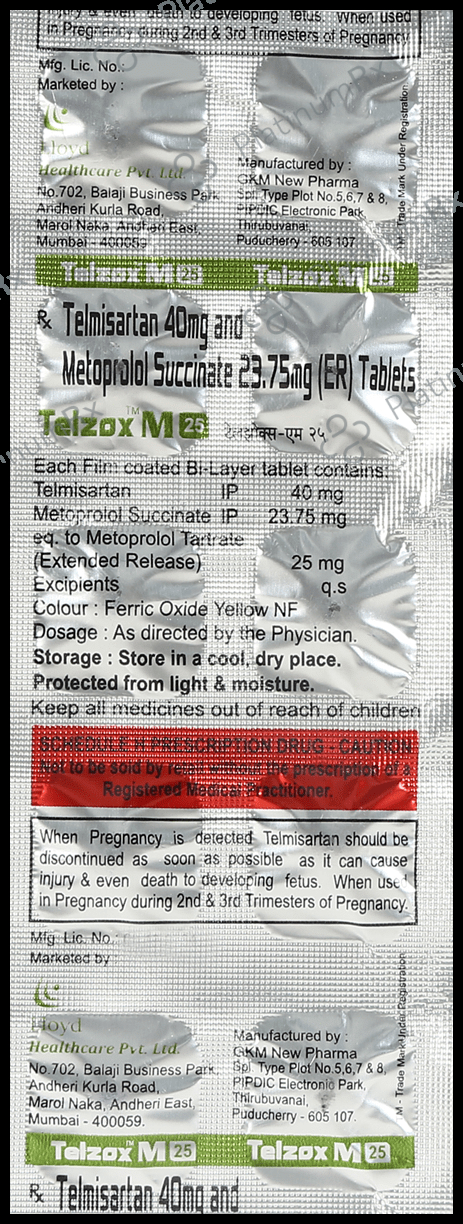 injury & even death to developing fetus. When used
in Pregnancy during 2nd & 3rd Trimesters of Pregnancy
Mfg. Lic. No.:
Marketed by :
Lloyd
Healthcare Pvt. Ltd.
No.702, Balaji Business Park
Andheri Kurla Road,
Marol Naka, Andheri East,
Mumbai - 400059
Manufactured by :
GKM New Pharma
Spl. Type Plot No.5,6,7 & 8,
PIPDIC Electronic Park,
Thirubuvanai,
Puducherry - 605 107
M - Trade Mark Under Registration
Telzox M 25 Telzox M 25
Rx Telmisartan 40mg and
Metoprolol Succinate 23.75mg (ER) Tablets
Telzox™ M 25 टेलझोक्स-एम २५
Each Film coated Bi-Layer tablet contains:
Telmisartan IP 40 mg
Metoprolol Succinate IP 23.75 mg
eq. to Metoprolol Tartrate
(Extended Release) 25 mg
Excipients q.s
Colour : Ferric Oxide Yellow NF
Dosage : As directed by the Physician.
Storage : Store in a cool, dry place.
Protected from light & moisture.
Keep all medicines out of reach of children
SCHEDULE H PRESCRIPTION DRUG - CAUTION
Not to be sold by retail without the prescription of a
Registered Medical Practitioner.
When Pregnancy is detected Telmisartan should be
discontinued as soon as possible as it can cause
injury & even death to developing fetus. When used
in Pregnancy during 2nd & 3rd Trimesters of Pregnancy.
Mfg. Lic. No.:
Marketed by
Lloyd
Healthcare Pvt. Ltd.
No.702, Balaji Business Park
Andheri Kurla Road,
Marol Naka, Andheri East,
Mumbai - 400059.
Manufactured by :
GKM New Pharma
Spl. Type Plot No.5,6,7 & 8,
PIPDIC Electronic Park,
Thirubuvanai,
Puducherry - 605 107.
M - Trade Mark Under Registration
Telzox™ M 25 Telzox M 25
Rx Telmisartan 40mg and
PlatinumRx